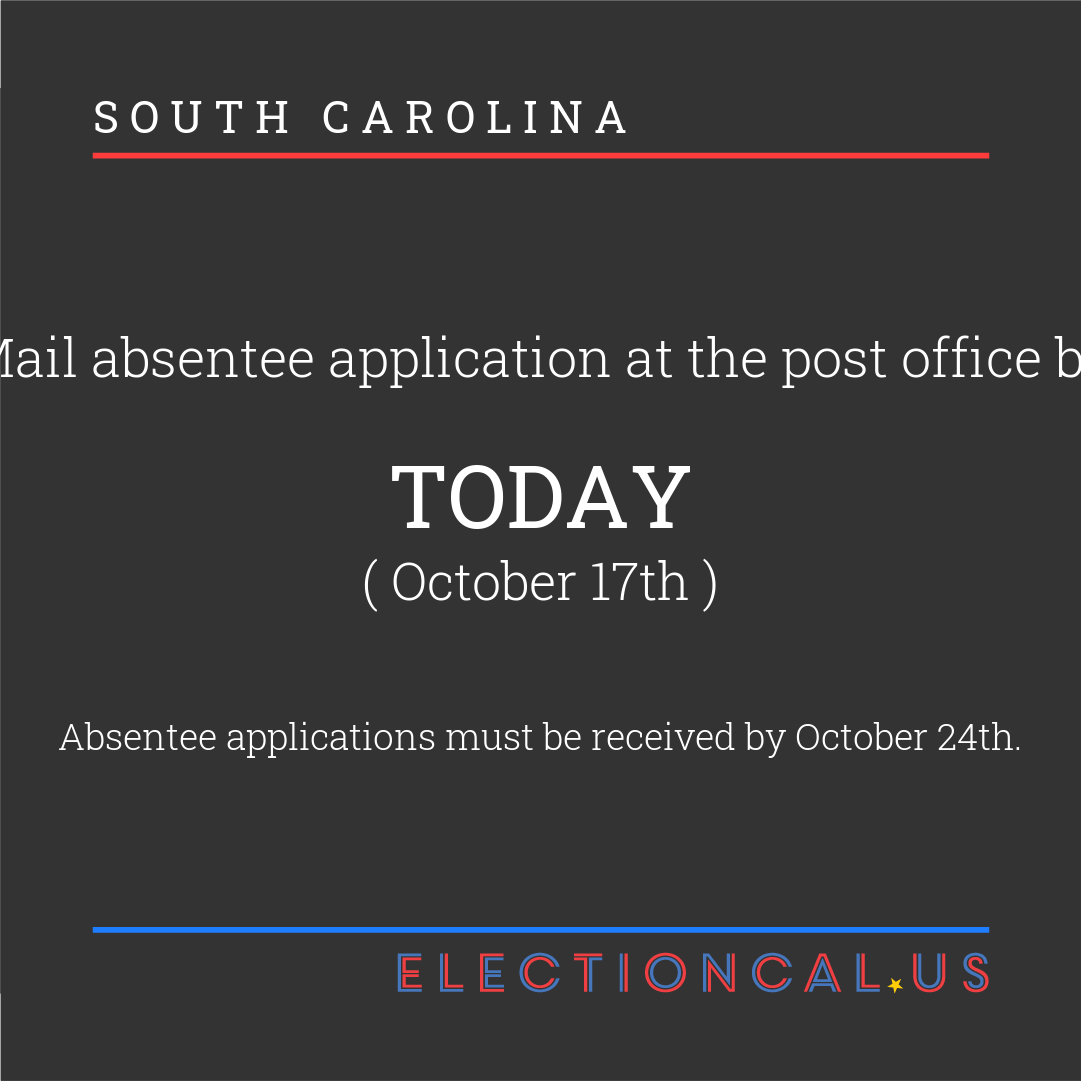 SOUTH CAROLINA
Mail absentee application at the post office b
TODAY
( October 17th )
Absentee applications must be received by October 24th.
ELECTIONCAL.US